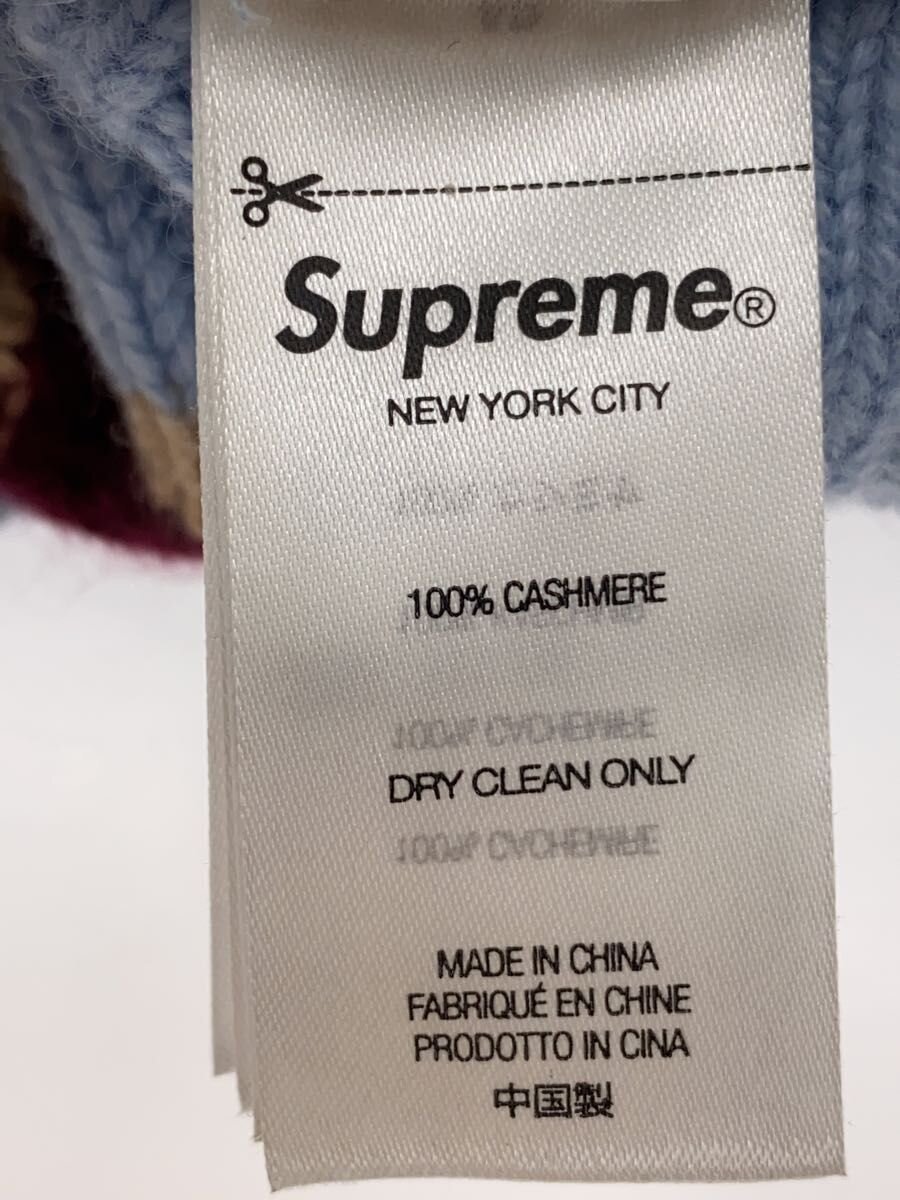 Supreme®
NEW YORK CITY
100% CASHMERE
DRY CLEAN ONLY
MADE IN CHINA
FABRIQUÉ EN CHINE
PRODOTTO IN CINA
中国製